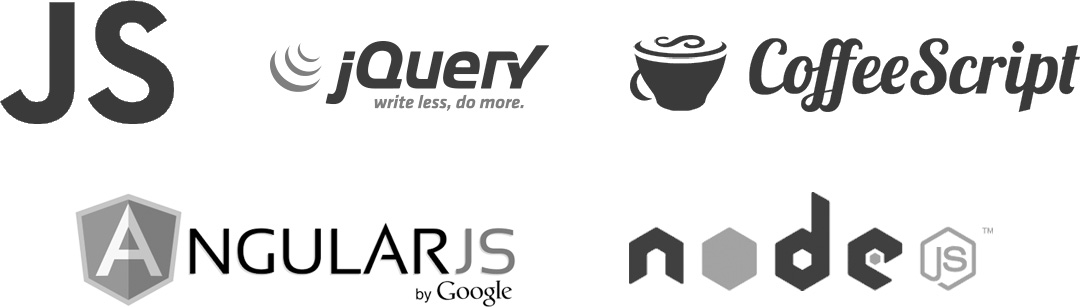 JS
jQuery
write less, do more.
CoffeeScript
ANGULARJS
by Google
node JS ™